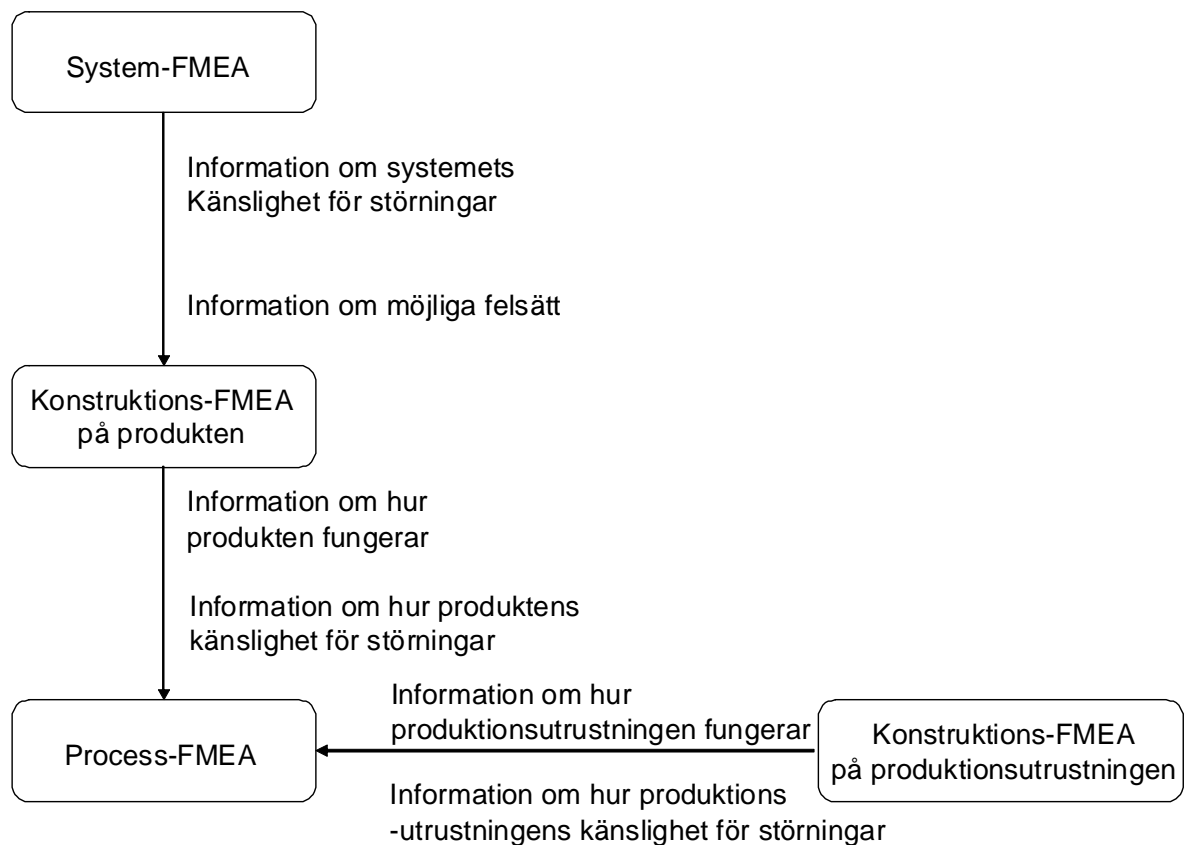 System-FMEA
Information om systemets
Känslighet för störningar
Information om möjliga felsätt
Konstruktions-FMEA
på produkten
Information om hur
produkten fungerar
Information om hur produktens
känslighet för störningar
Information om hur
produktionsutrustningen fungerar
Process-FMEA
Konstruktions-FMEA
på produktionsutrustningen
Information om hur produktions
-utrustningens känslighet för störningar